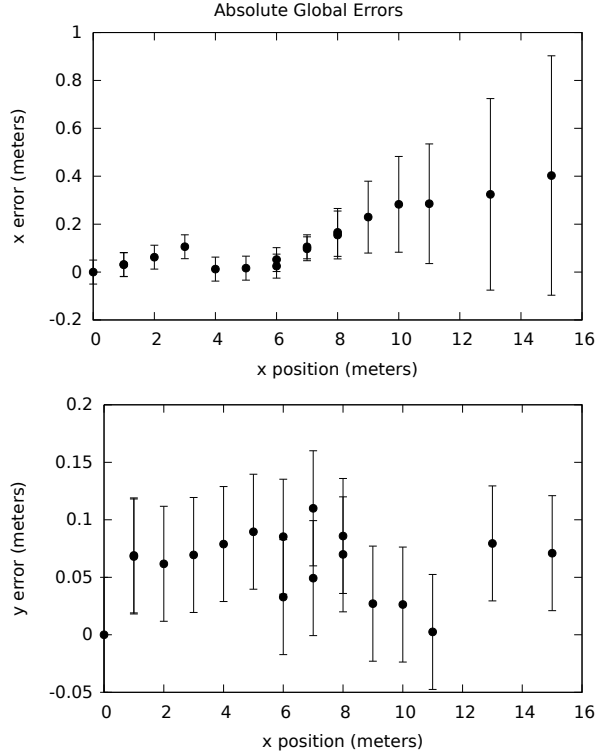 Absolute Global Errors
1
0.8
0.6
0.4
0.2
0
-0.2
x error (meters)
0 2 4 6 8 10 12 14 16
x position (meters)
0.2
0.15
0.1
0.05
0
-0.05
y error (meters)
0 2 4 6 8 10 12 14 16
x position (meters)